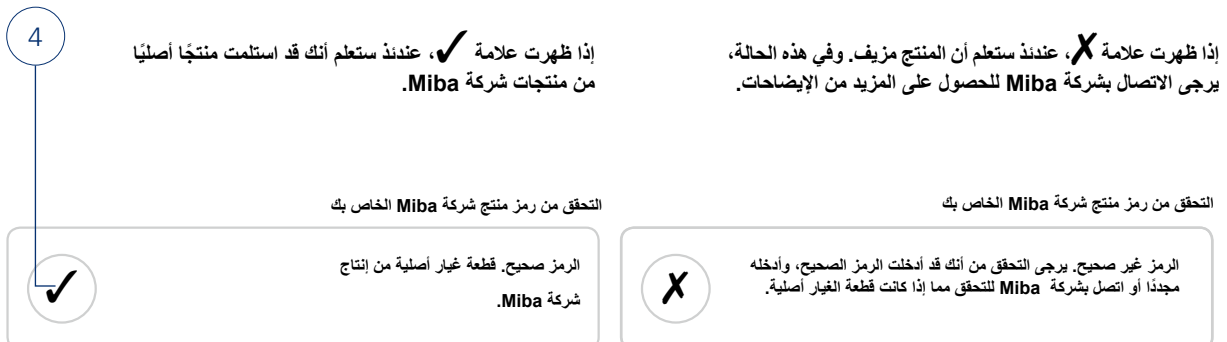 4
إذا ظهرت علامة ✗، عندئذ ستعلم أن المنتج مزيف. وفي هذه الحالة،
يرجى الاتصال بشركة Miba للحصول على المزيد من الإيضاحات.
إذا ظهرت علامة ✓، عندئذ ستعلم أنك قد استلمت منتجًا أصليًا
من منتجات شركة Miba.
التحقق من رمز منتج شركة Miba الخاص بك
الرمز غير صحيح. يرجى التحقق من أنك قد أدخلت الرمز الصحيح، وأدخله
مجددًا أو اتصل بشركة Miba للتحقق مما إذا كانت قطعة الغيار أصلية.
✗
التحقق من رمز منتج شركة Miba الخاص بك
الرمز صحيح. قطعة غيار أصلية من إنتاج
شركة Miba.
✓